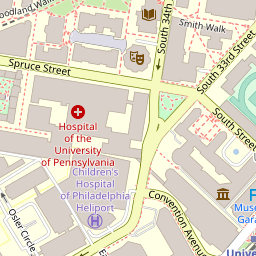 Woodland Walk
Smith Walk
South 34th
South 33rd Street
Spruce Street
South Street
Hospital
of the
University
of Pennsylvania
Children's
Hospital
of Philadelphia
Heliport
H
Osler Circle
Convention Avenue
Muse
Gara
Unive